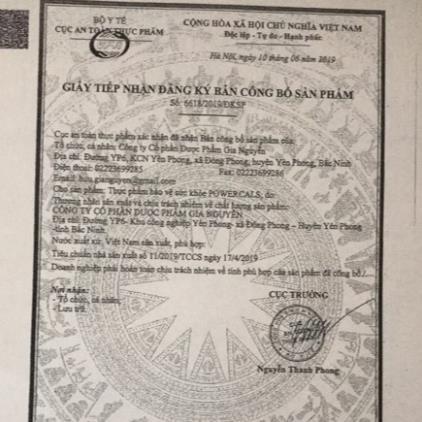 BỘ Y TẾ
CỤC AN TOÀN THỰC PHẨM
CỘNG HÒA XÃ HỘI CHỦ NGHĨA VIỆT NAM
Độc lập - Tự do - Hạnh phúc
Hà Nội, ngày 10 tháng 06 năm 2019
GIẤY TIẾP NHẬN ĐĂNG KÝ BẢN CÔNG BỐ SẢN PHẨM
Số: 6618/2019/ĐKSP
Cục an toàn thực phẩm xác nhận đã nhận Bản công bố sản phẩm của:
Tổ chức, cá nhân: Công ty Cổ phần Dược Phẩm Gia Nguyễn
Địa chỉ: Đường YP6, KCN Yên Phong, xã Đông Phong, huyện Yên Phong, Bắc Ninh
Điện thoại: 02223699285 Fax: 02223699286
Email: huu.gianguyen@gmail.com
Cho sản phẩm: Thực phẩm bảo vệ sức khỏe POWERCALS; do
Thương nhân sản xuất và chịu trách nhiệm về chất lượng sản phẩm:
CÔNG TY CỔ PHẦN DƯỢC PHẨM GIA NGUYỄN
Địa chỉ: Đường YP6- Khu công nghiệp Yên Phong- xã Đông Phong – Huyện Yên Phong
-tỉnh Bắc Ninh.
Nước xuất xứ: Việt Nam sản xuất, phù hợp:
Tiêu chuẩn nhà sản xuất số 11/2019/TCCS ngày 17/4/2019
Doanh nghiệp phải hoàn toàn chịu trách nhiệm về tính phù hợp của sản phẩm đã công bố./.
Nơi nhận:
- Tổ chức, cá nhân;
- Lưu trữ.
CỤC TRƯỞNG
Nguyễn Thanh Phong